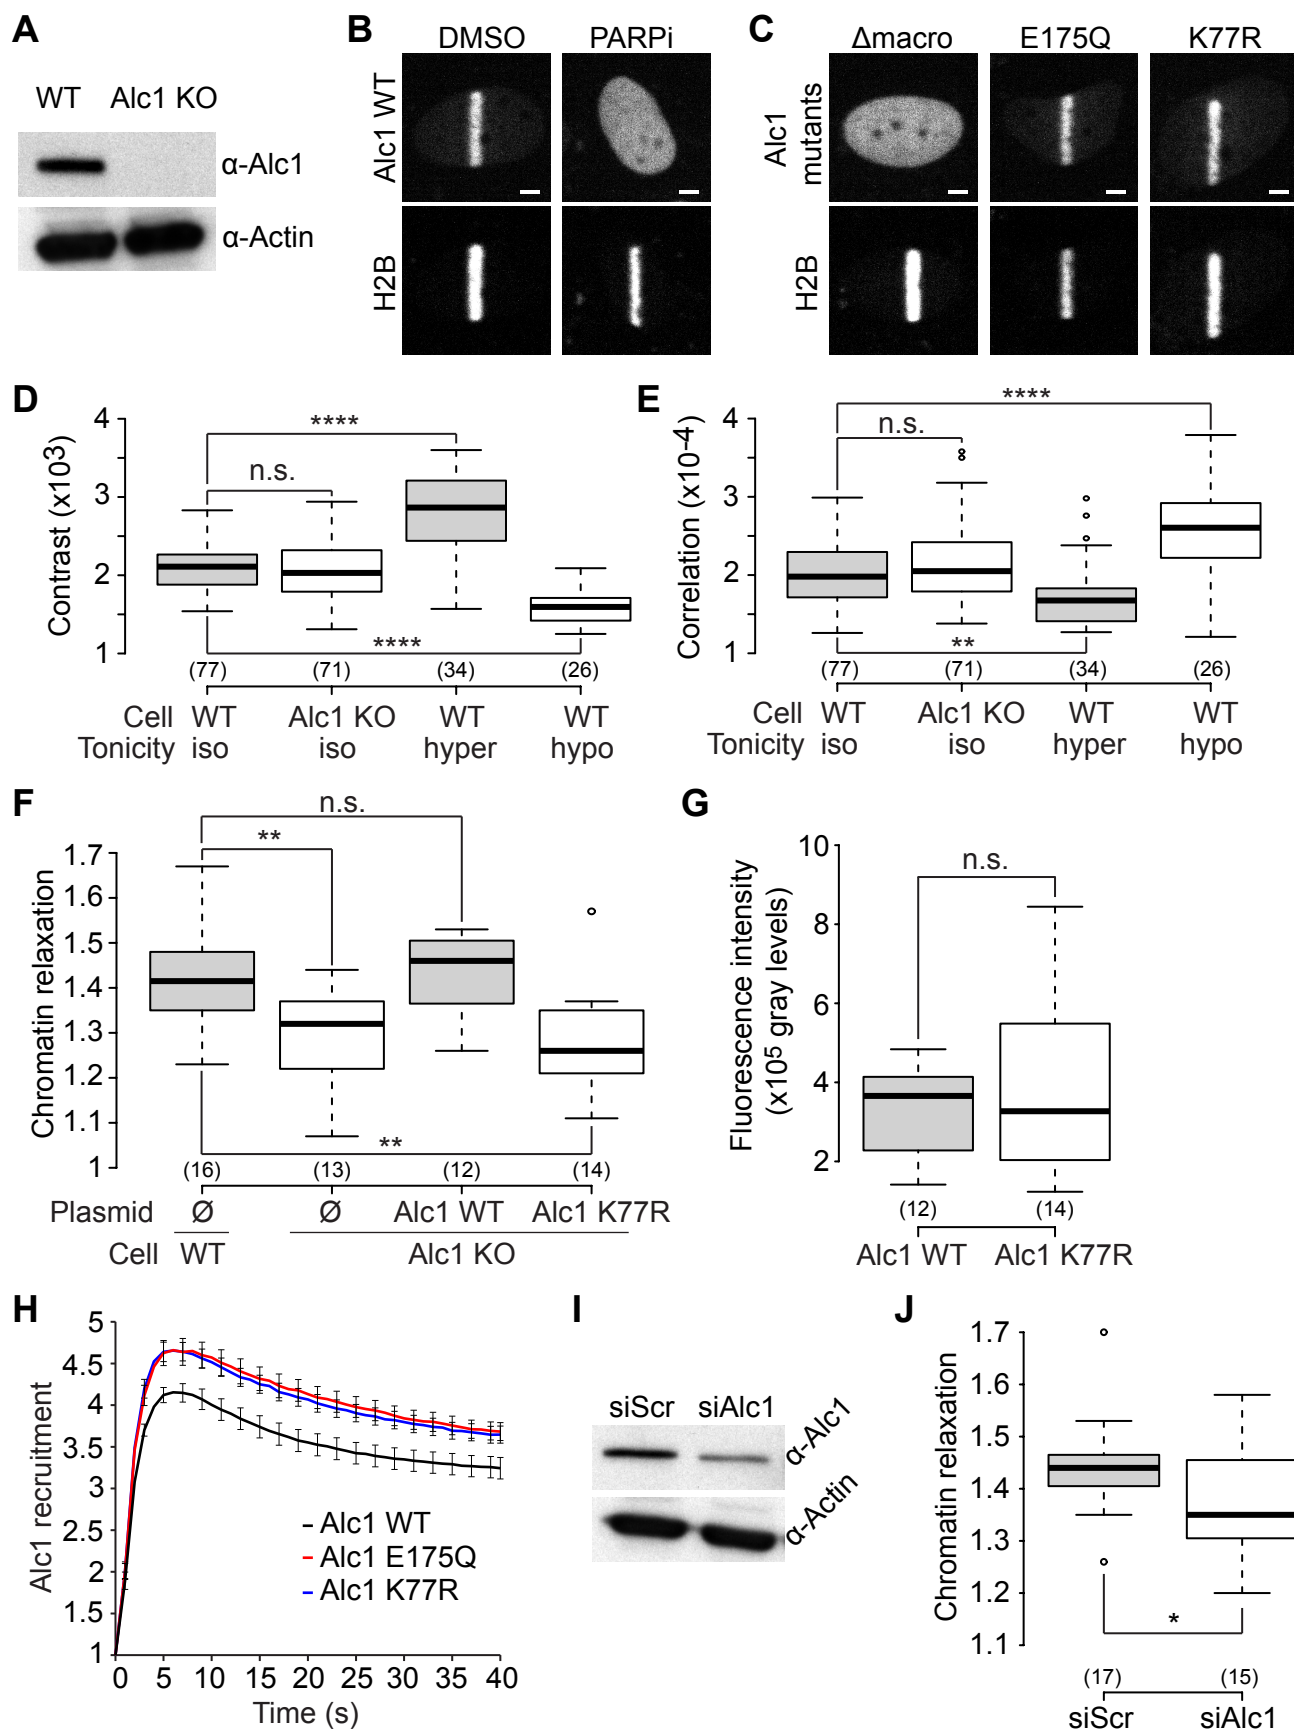 A
WT Alc1 KO
α-Alc1
α-Actin
B
DMSO PARPi
Alc1 WT
H2B
C
Δmacro E175Q K77R
Alc1
mutants
H2B
D
Contrast (x10³)
4
3
2
1
****
n.s.
****
(77) (71) (34) (26)
Cell WT Alc1 KO WT WT
Tonicity iso iso hyper hypo
E
Correlation (x10⁻⁴)
4
3
2
1
****
n.s.
**
(77) (71) (34) (26)
Cell WT Alc1 KO WT WT
Tonicity iso iso hyper hypo
F
Chromatin relaxation
1.7
1.6
1.5
1.4
1.3
1.2
1.1
1
n.s.
**
**
(16) (13) (12) (14)
Plasmid Ø Ø Alc1 WT Alc1 K77R
Cell WT Alc1 KO
G
Fluorescence intensity
(x10⁵ gray levels)
10
8
6
4
2
n.s.
(12) (14)
Alc1 WT Alc1 K77R
H
Alc1 recruitment
5
4.5
4
3.5
3
2.5
2
1.5
1
Alc1 WT
Alc1 E175Q
Alc1 K77R
0 5 10 15 20 25 30 35 40
Time (s)
I
siScr siAlc1
α-Alc1
α-Actin
J
Chromatin relaxation
1.7
1.6
1.5
1.4
1.3
1.2
1.1
*
(17) (15)
siScr siAlc1